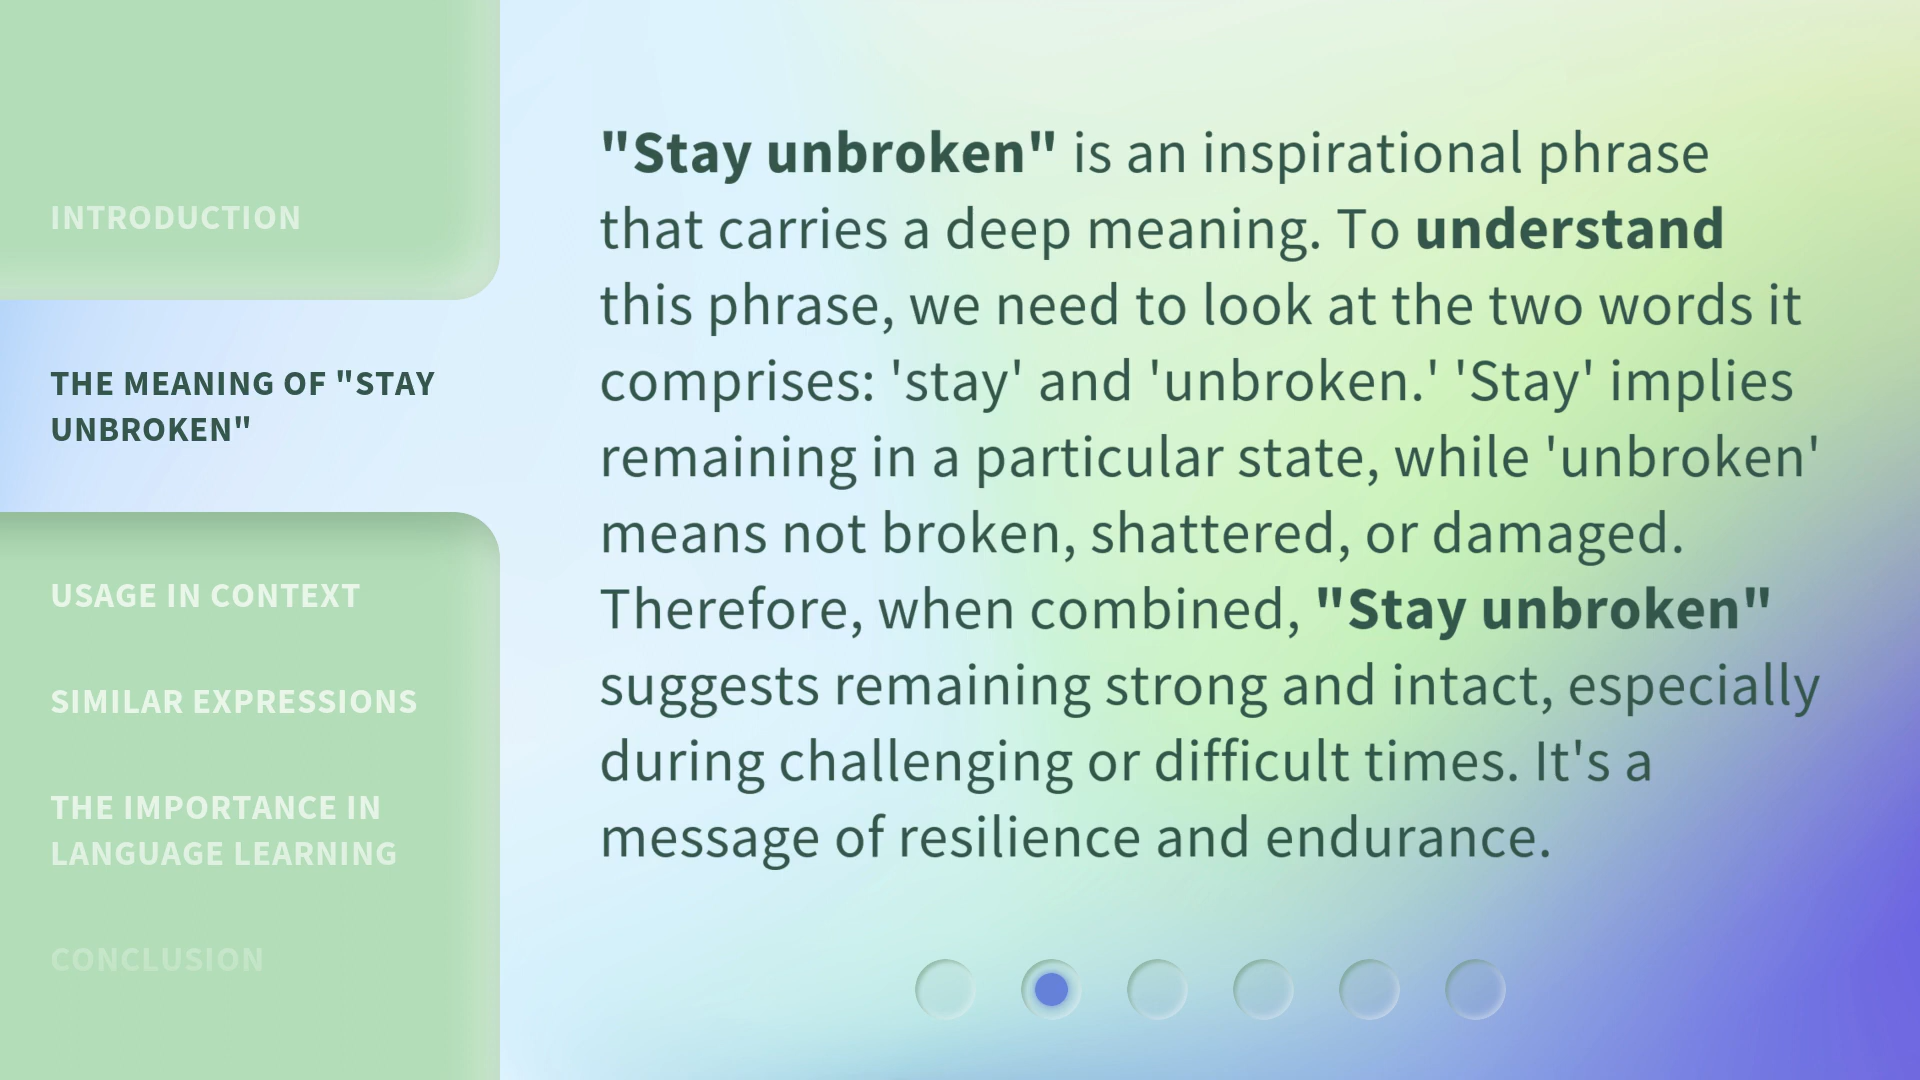 INTRODUCTION
THE MEANING OF "STAY
UNBROKEN"
USAGE IN CONTEXT
SIMILAR EXPRESSIONS
THE IMPORTANCE IN
LANGUAGE LEARNING
CONCLUSION
"Stay unbroken" is an inspirational phrase
that carries a deep meaning. To understand
this phrase, we need to look at the two words it
comprises: 'stay' and 'unbroken.' 'Stay' implies
remaining in a particular state, while 'unbroken'
means not broken, shattered, or damaged.
Therefore, when combined, "Stay unbroken"
suggests remaining strong and intact, especially
during challenging or difficult times. It's a
message of resilience and endurance.